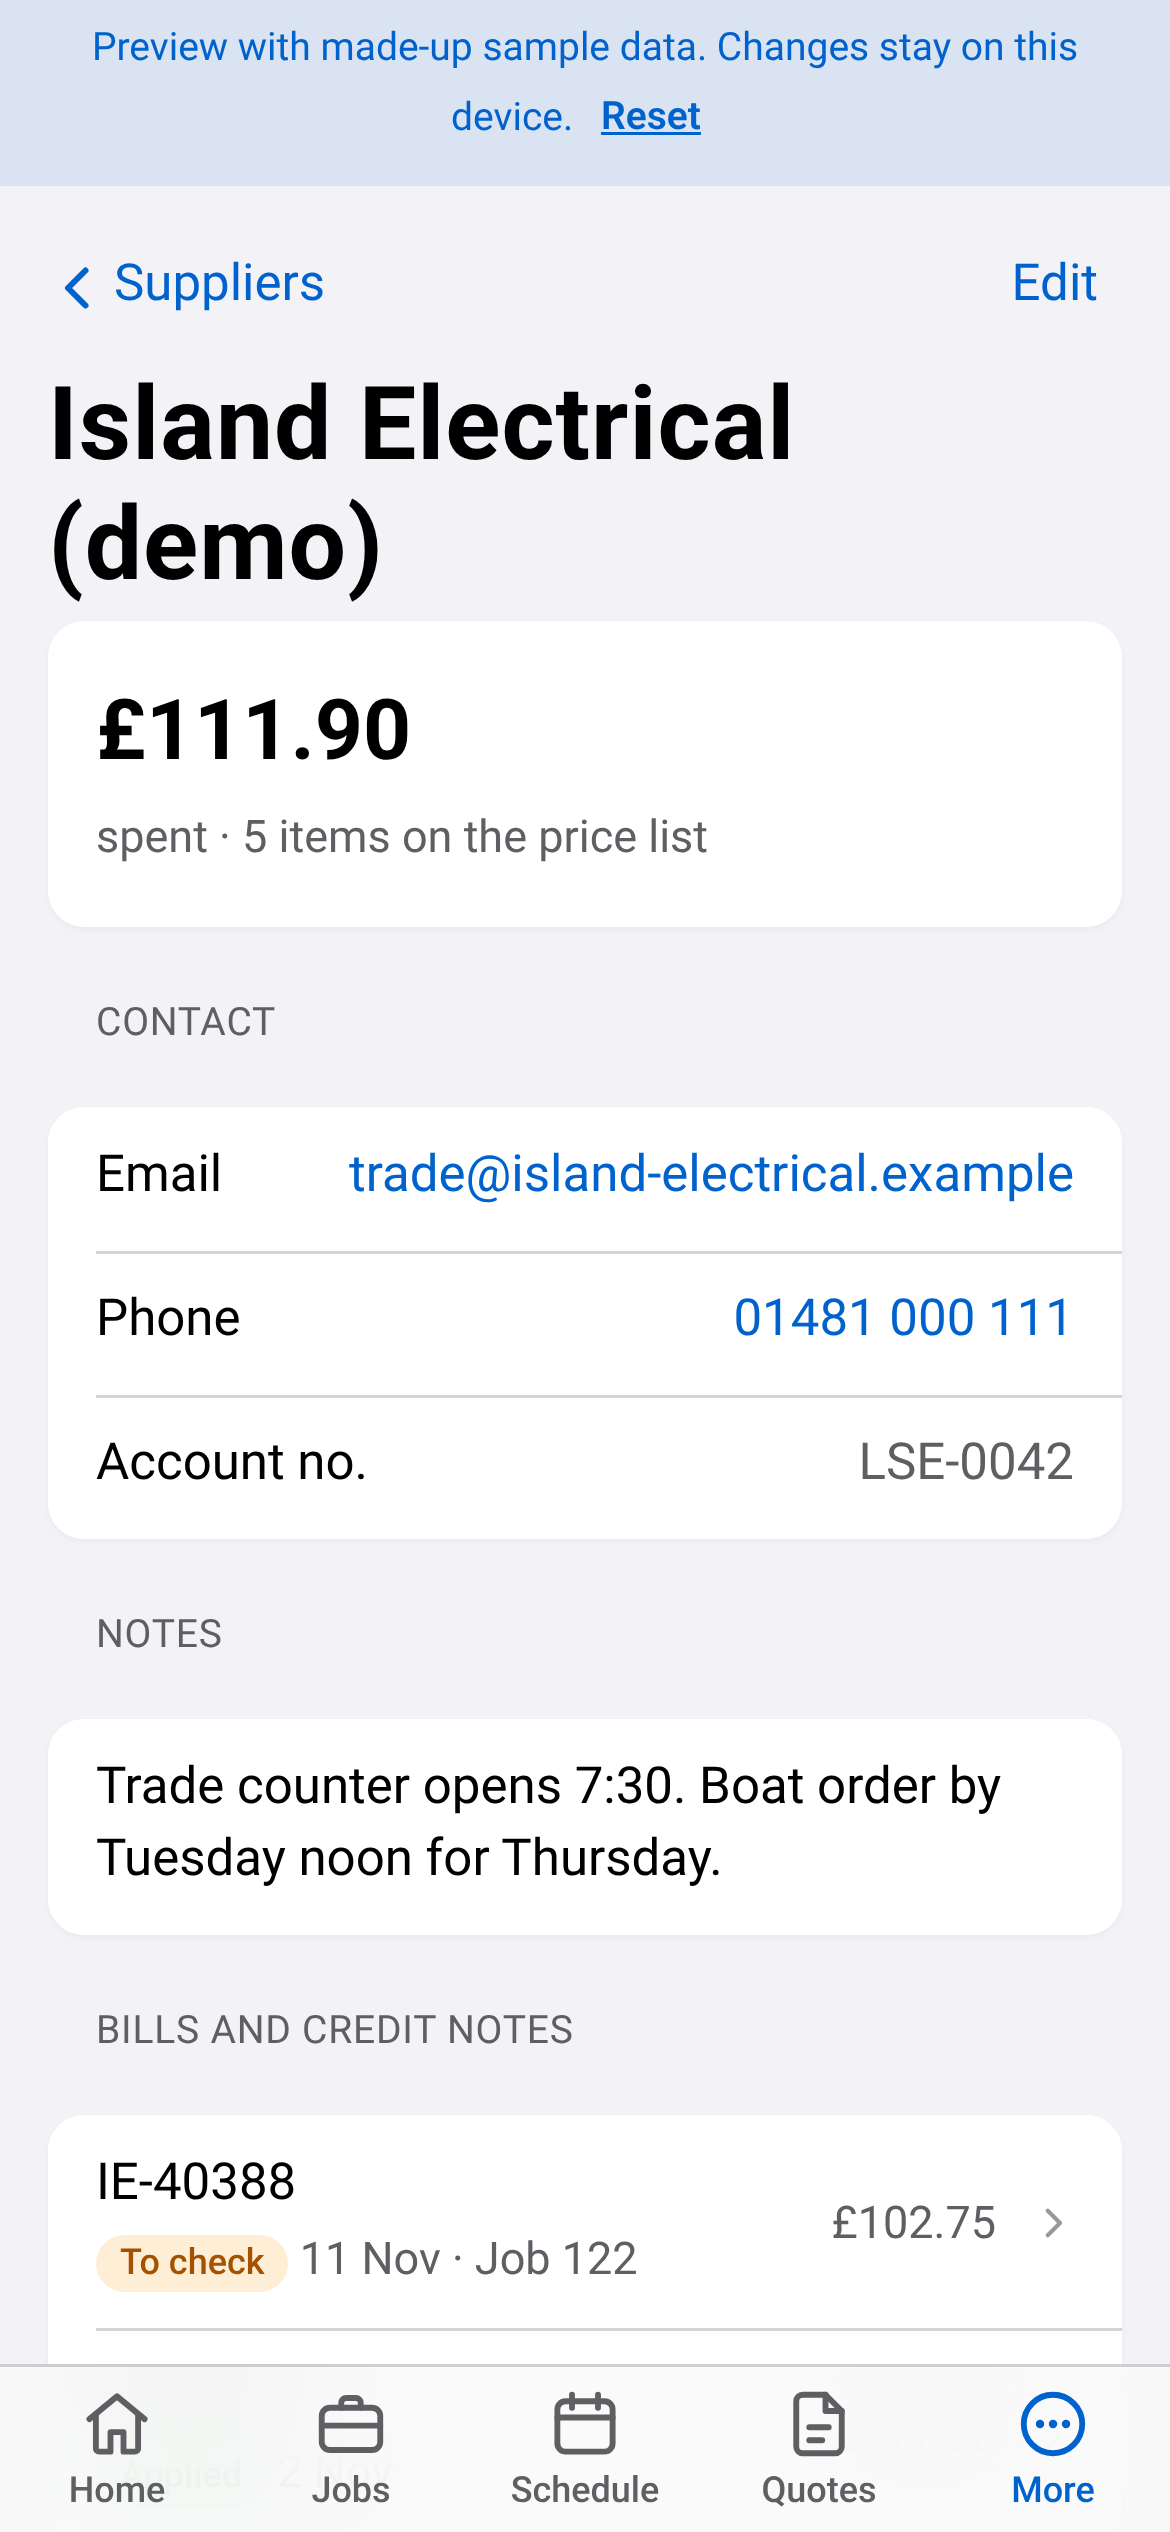 Preview with made-up sample data. Changes stay on this
device. Reset
Suppliers
Edit
Island Electrical
(demo)
£111.90
spent · 5 items on the price list
CONTACT
Email
trade@island-electrical.example
Phone
01481 000 111
Account no.
LSE-0042
NOTES
Trade counter opens 7:30. Boat order by
Tuesday noon for Thursday.
BILLS AND CREDIT NOTES
IE-40388
£102.75
To check 11 Nov · Job 122
Applied 2 Nov
Home
Jobs
Schedule
Quotes
More